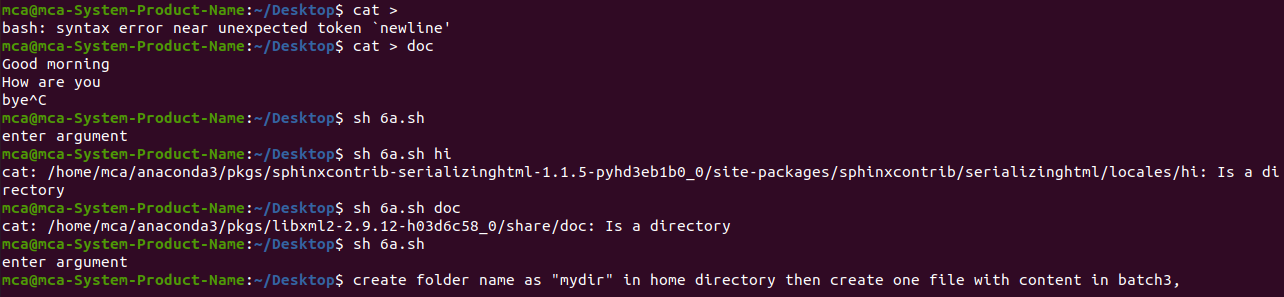 mca@mca-System-Product-Name:~/Desktop$ cat >
bash: syntax error near unexpected token `newline'
mca@mca-System-Product-Name:~/Desktop$ cat > doc
Good morning
How are you
bye^C
mca@mca-System-Product-Name:~/Desktop$ sh 6a.sh
enter argument
mca@mca-System-Product-Name:~/Desktop$ sh 6a.sh hi
cat: /home/mca/anaconda3/pkgs/sphinxcontrib-serializinghtml-1.1.5-pyhd3eb1b0_0/site-packages/sphinxcontrib/serializinghtml/locales/hi: Is a di
rectory
mca@mca-System-Product-Name:~/Desktop$ sh 6a.sh doc
cat: /home/mca/anaconda3/pkgs/libxml2-2.9.12-h03d6c58_0/share/doc: Is a directory
mca@mca-System-Product-Name:~/Desktop$ sh 6a.sh
enter argument
mca@mca-System-Product-Name:~/Desktop$ create folder name as "mydir" in home directory then create one file with content in batch3,